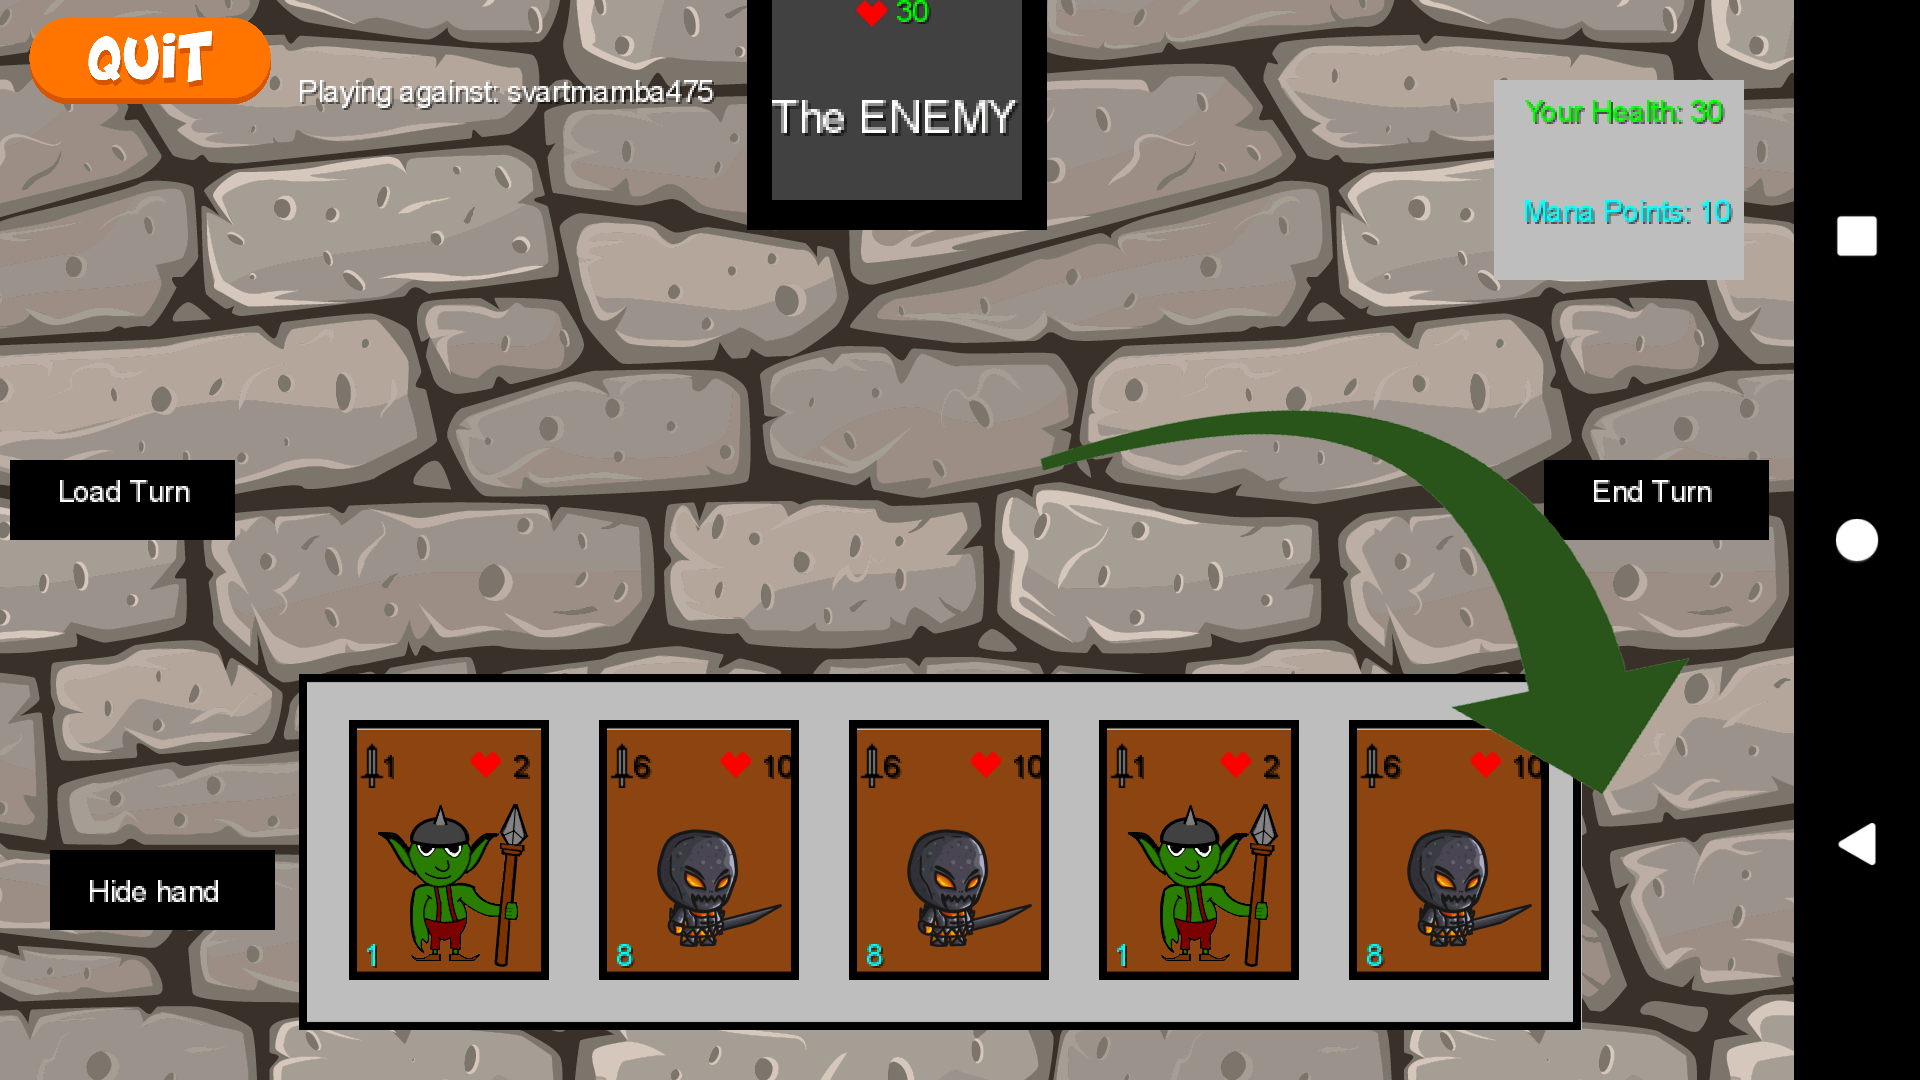 QUiT
30
Playing against: svartmamba475
The ENEMY
Your Health: 30
Mana Points: 10
Load Turn
End Turn
1 2
6 10
6 10
1 2
6 10
Hide hand
1
8
8
1
8